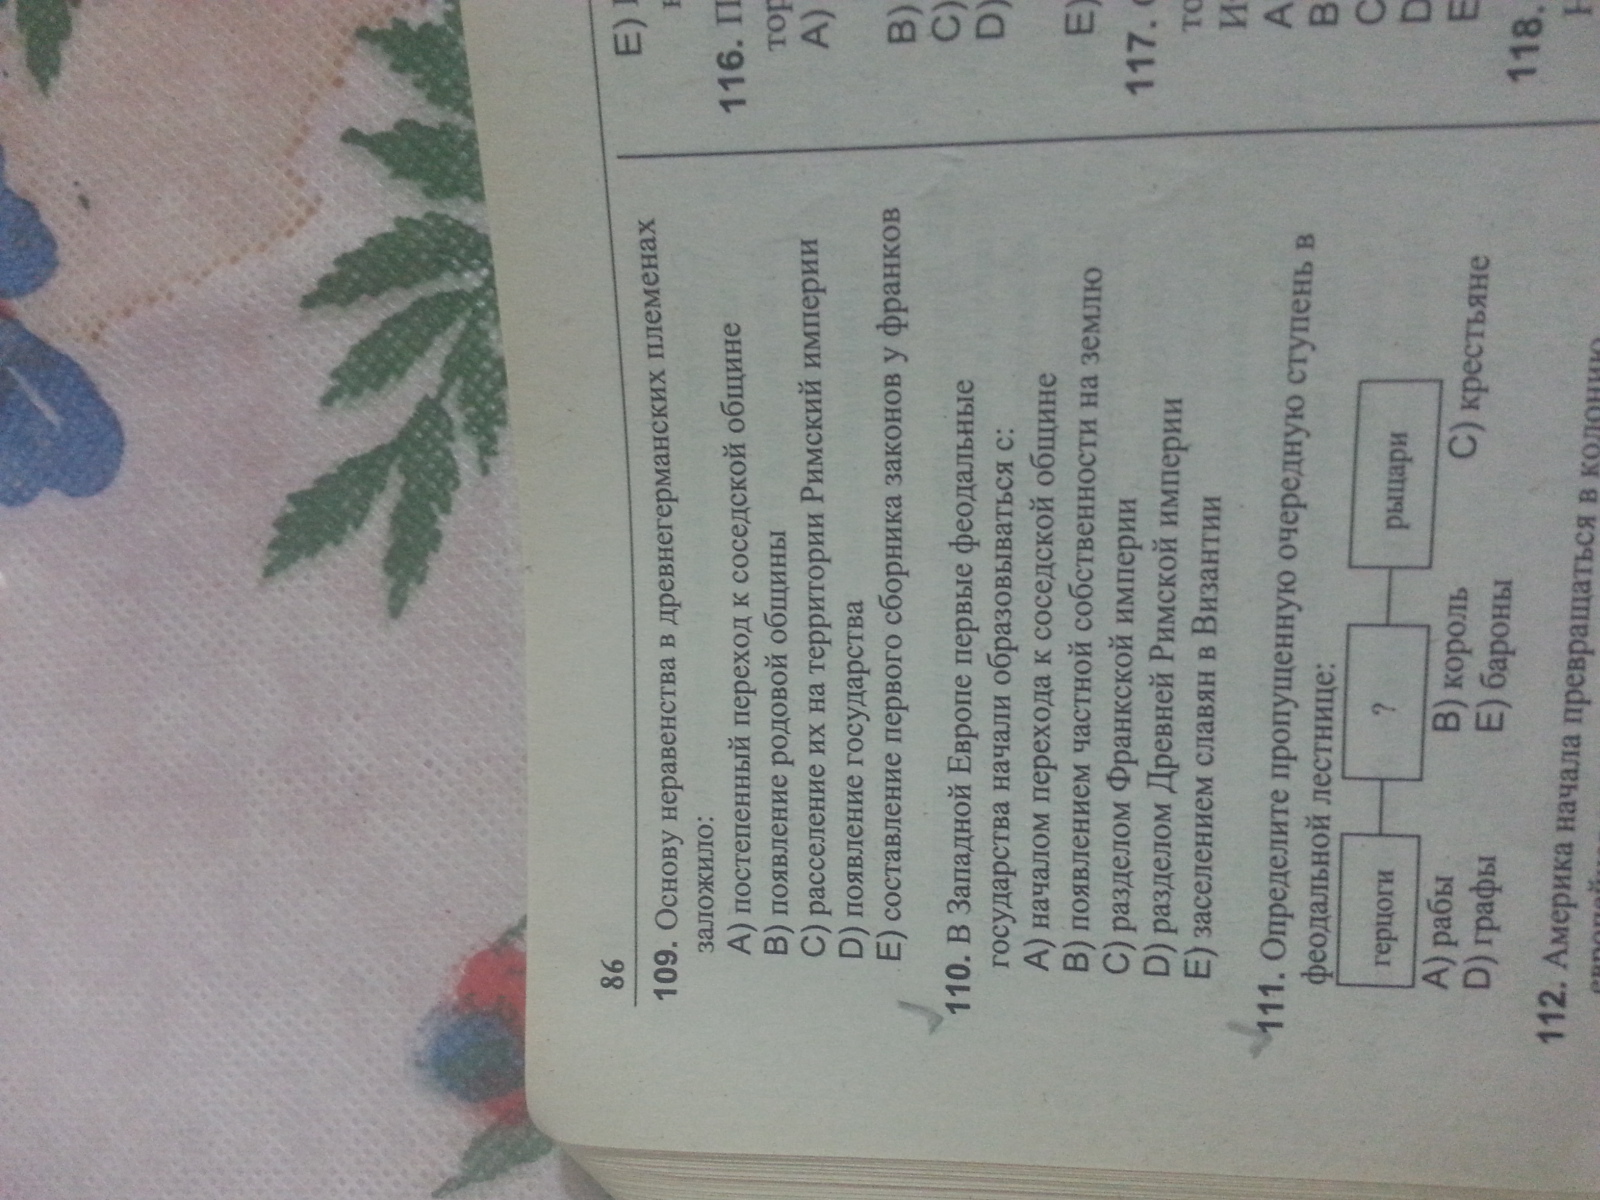 86
109. Основу неравенства в древнегерманских племенах
заложило:
A) постепенный переход к соседской общине
B) появление родовой общины
C) расселение их на территории Римский империи
D) появление государства
E) составление первого сборника законов у франков
110. В Западной Европе первые феодальные
государства начали образовываться с:
A) началом перехода к соседской общине
B) появлением частной собственности на землю
C) разделом Франкской империи
D) разделом Древней Римской империи
E) заселением славян в Византии
111. Определите пропущенную очередную ступень в
феодальной лестнице:
герцоги ? рыцари
A) рабы B) король C) крестьяне
D) графы E) бароны
112. Америка начала превращаться в колонию
E)
116. П
тор
A)
B)
C)
D)
E)
117.
то
И
A
B
C
D
E
118.
Н